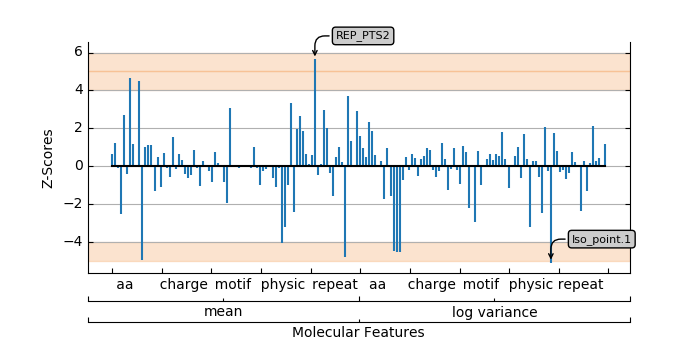 REP_PTS2
6
4
2
0
−2
−4
Z-Scores
Iso_point.1
aa charge motif physic repeat aa charge motif physic repeat
mean log variance
Molecular Features